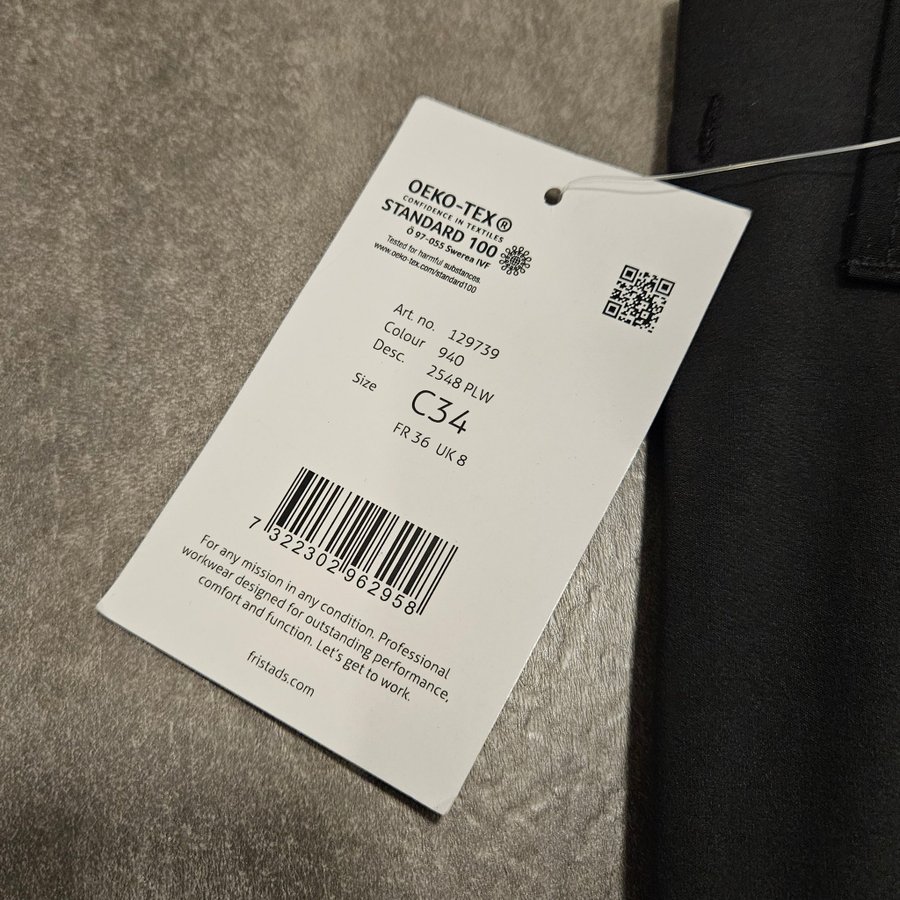 OEKO-TEX®
CONFIDENCE IN TEXTILES
STANDARD 100
ö 97-055 Swerea IVF
Tested for harmful substances.
www.oeko-tex.com/standard100
Art. no. 129739
Colour 940
Desc. 2548 PLW
Size C34
FR 36 UK 8
7 322302 962958
For any mission in any condition. Professional
workwear designed for outstanding performance,
comfort and function. Let's get to work.
fristads.com